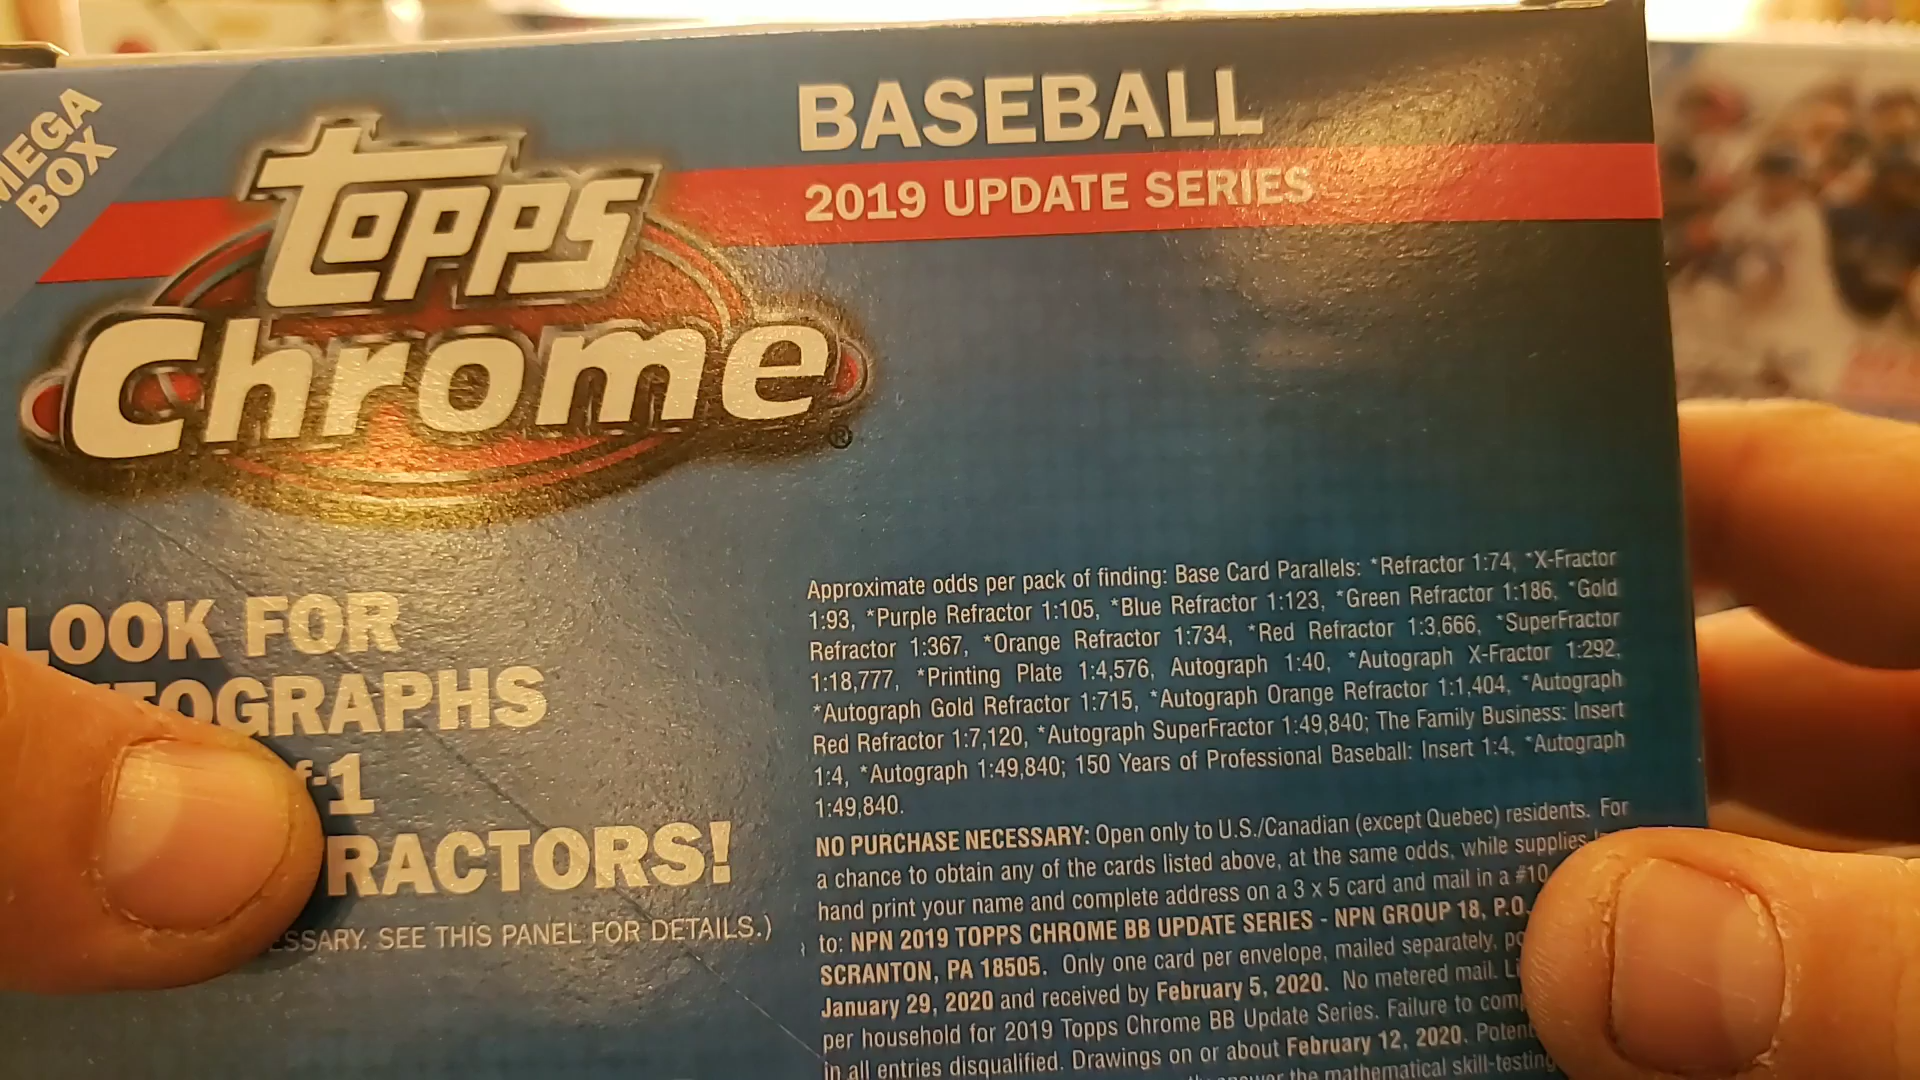 MEGA
BOX
Topps
Chrome
®
BASEBALL
2019 UPDATE SERIES
LOOK FOR
TOGRAPHS
f-1
RACTORS!
ESSARY. SEE THIS PANEL FOR DETAILS.)
Approximate odds per pack of finding: Base Card Parallels: *Refractor 1:74, *X-Fractor
1:93, *Purple Refractor 1:105, *Blue Refractor 1:123, *Green Refractor 1:186, *Gold
Refractor 1:367, *Orange Refractor 1:734, *Red Refractor 1:3,666, *SuperFractor
1:18,777, *Printing Plate 1:4,576, Autograph 1:40, *Autograph X-Fractor 1:292,
*Autograph Gold Refractor 1:715, *Autograph Orange Refractor 1:1,404, *Autograph
Red Refractor 1:7,120, *Autograph SuperFractor 1:49,840; The Family Business: Insert
1:4, *Autograph 1:49,840; 150 Years of Professional Baseball: Insert 1:4, *Autograph
1:49,840.
NO PURCHASE NECESSARY: Open only to U.S./Canadian (except Quebec) residents. For
a chance to obtain any of the cards listed above, at the same odds, while supplies
hand print your name and complete address on a 3 x 5 card and mail in a #10
to: NPN 2019 TOPPS CHROME BB UPDATE SERIES - NPN GROUP 18, P.O.
SCRANTON, PA 18505. Only one card per envelope, mailed separately,
January 29, 2020 and received by February 5, 2020. No metered mail.
per household for 2019 Topps Chrome BB Update Series. Failure to
in all entries disqualified. Drawings on or about February 12, 2020.
the mathematical skill-testing